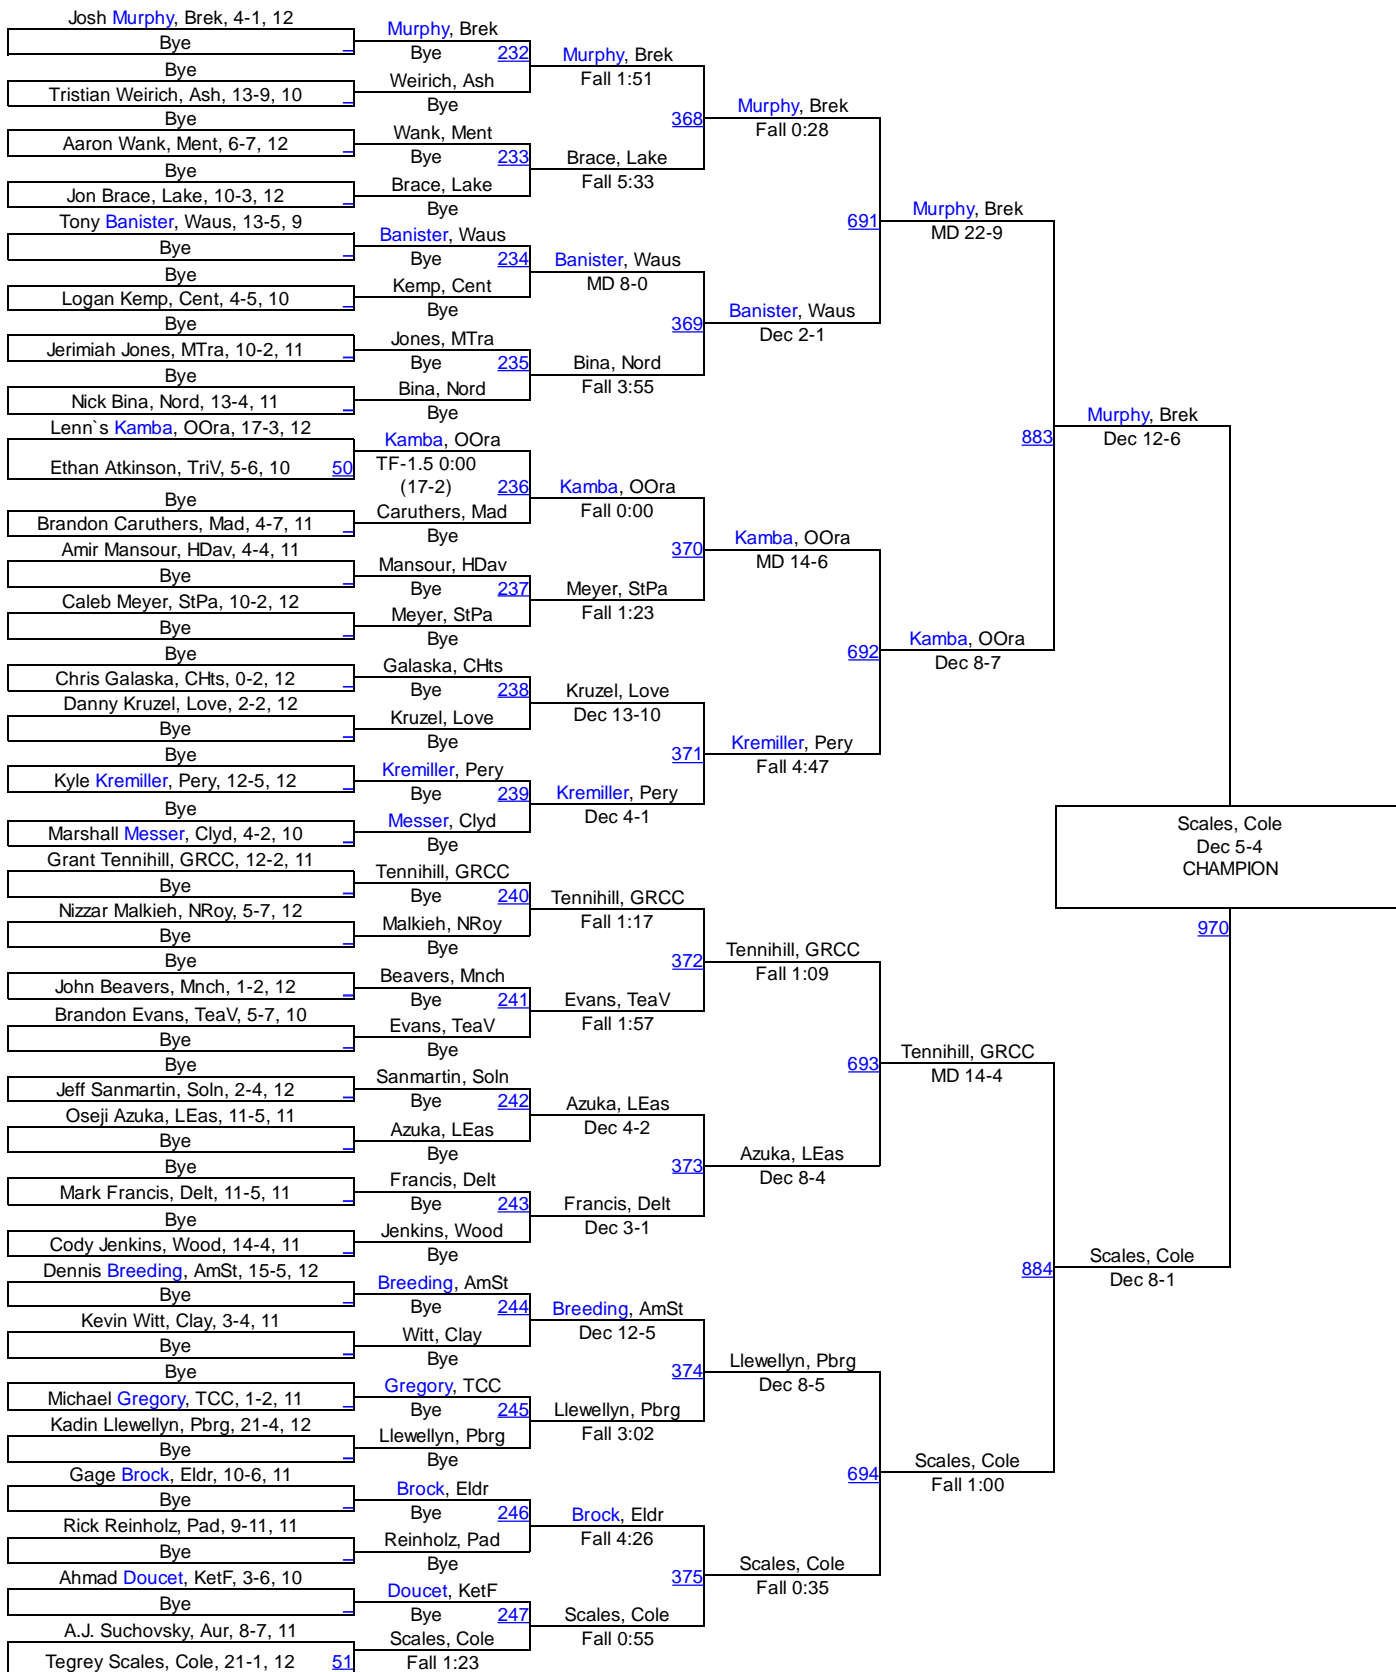 Josh Murphy, Brek, 4-1, 12
Bye
Bye
Tristian Weirich, Ash, 13-9, 10
Bye
Aaron Wank, Ment, 6-7, 12
Bye
Jon Brace, Lake, 10-3, 12
Tony Banister, Waus, 13-5, 9
Bye
Bye
Logan Kemp, Cent, 4-5, 10
Bye
Jerimiah Jones, MTra, 10-2, 11
Bye
Nick Bina, Nord, 13-4, 11
Lenn`s Kamba, OOra, 17-3, 12
Ethan Atkinson, TriV, 5-6, 10 50
Bye
Brandon Caruthers, Mad, 4-7, 11
Amir Mansour, HDav, 4-4, 11
Bye
Caleb Meyer, StPa, 10-2, 12
Bye
Bye
Chris Galaska, CHts, 0-2, 12
Danny Kruzel, Love, 2-2, 12
Bye
Bye
Kyle Kremiller, Pery, 12-5, 12
Bye
Marshall Messer, Clyd, 4-2, 10
Grant Tennihill, GRCC, 12-2, 11
Bye
Nizzar Malkieh, NRoy, 5-7, 12
Bye
Bye
John Beavers, Mnch, 1-2, 12
Brandon Evans, TeaV, 5-7, 10
Bye
Bye
Jeff Sanmartin, Soln, 2-4, 12
Oseji Azuka, LEas, 11-5, 11
Bye
Bye
Mark Francis, Delt, 11-5, 11
Bye
Cody Jenkins, Wood, 14-4, 11
Dennis Breeding, AmSt, 15-5, 12
Bye
Kevin Witt, Clay, 3-4, 11
Bye
Bye
Michael Gregory, TCC, 1-2, 11
Kadin Llewellyn, Pbrg, 21-4, 12
Bye
Gage Brock, Eldr, 10-6, 11
Bye
Rick Reinholz, Pad, 9-11, 11
Bye
Ahmad Doucet, KetF, 3-6, 10
Bye
A.J. Suchovsky, Aur, 8-7, 11
Tegrey Scales, Cole, 21-1, 12 51
Murphy, Brek
Bye 232
Weirich, Ash
Bye
Wank, Ment
Bye 233
Brace, Lake
Bye
Banister, Waus
Bye 234
Kemp, Cent
Bye
Jones, MTra
Bye 235
Bina, Nord
Bye
Kamba, OOra
TF-1.5 0:00
(17-2) 236
Caruthers, Mad
Bye
Mansour, HDav
Bye 237
Meyer, StPa
Bye
Galaska, CHts
Bye 238
Kruzel, Love
Bye
Kremiller, Pery
Bye 239
Messer, Clyd
Bye
Tennihill, GRCC
Bye 240
Malkieh, NRoy
Bye
Beavers, Mnch
Bye 241
Evans, TeaV
Bye
Sanmartin, Soln
Bye 242
Azuka, LEas
Bye
Francis, Delt
Bye 243
Jenkins, Wood
Bye
Breeding, AmSt
Bye 244
Witt, Clay
Bye
Gregory, TCC
Bye 245
Llewellyn, Pbrg
Bye
Brock, Eldr
Bye 246
Reinholz, Pad
Bye
Doucet, KetF
Bye 247
Scales, Cole
Fall 1:23
Murphy, Brek
Fall 1:51
368
Brace, Lake
Fall 5:33
Banister, Waus
MD 8-0
369
Bina, Nord
Fall 3:55
Kamba, OOra
Fall 0:00
370
Meyer, StPa
Fall 1:23
Kruzel, Love
Dec 13-10
371
Kremiller, Pery
Dec 4-1
Tennihill, GRCC
Fall 1:17
372
Evans, TeaV
Fall 1:57
Azuka, LEas
Dec 4-2
373
Francis, Delt
Dec 3-1
Breeding, AmSt
Dec 12-5
374
Llewellyn, Pbrg
Fall 3:02
Brock, Eldr
Fall 4:26
375
Scales, Cole
Fall 0:55
Murphy, Brek
Fall 0:28
691
Banister, Waus
Dec 2-1
Kamba, OOra
MD 14-6
692
Kremiller, Pery
Fall 4:47
Tennihill, GRCC
Fall 1:09
693
Azuka, LEas
Dec 8-4
Llewellyn, Pbrg
Dec 8-5
694
Scales, Cole
Fall 0:35
Murphy, Brek
MD 22-9
883
Kamba, OOra
Dec 8-7
Tennihill, GRCC
MD 14-4
884
Scales, Cole
Fall 1:00
Murphy, Brek
Dec 12-6
Scales, Cole
Dec 5-4
CHAMPION
970
Scales, Cole
Dec 8-1